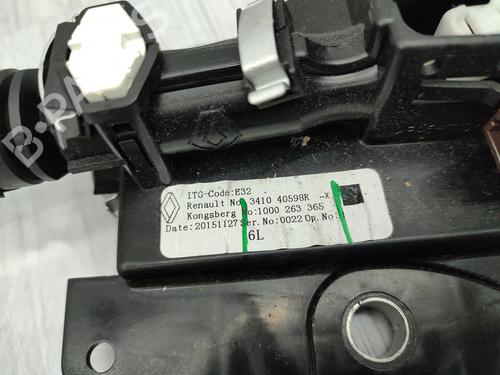 B-PA
ITG-Code:E32
Renault No:3410 40598R -X
Kongsberg No:1000 263 365
Date:20151127 Ser.No:0022 Op.No:
6L